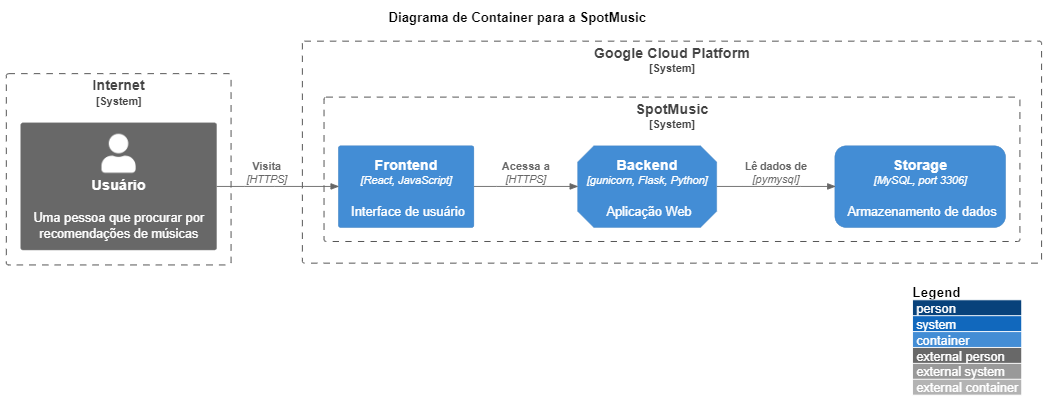 Diagrama de Container para a SpotMusic
Google Cloud Platform
[System]
Internet
[System]
SpotMusic
[System]
Usuário
Uma pessoa que procurar por
recomendações de músicas
Visita
[HTTPS]
Frontend
[React, JavaScript]
Interface de usuário
Acessa a
[HTTPS]
Backend
[gunicorn, Flask, Python]
Aplicação Web
Lê dados de
[pymysql]
Storage
[MySQL, port 3306]
Armazenamento de dados
Legend
person
system
container
external person
external system
external container